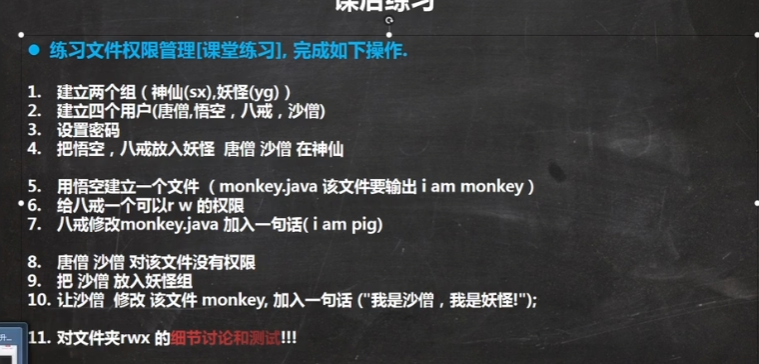 课后练习
练习文件权限管理[课堂练习], 完成如下操作.
1. 建立两个组 ( 神仙(sx),妖怪(yg) )
2. 建立四个用户(唐僧,悟空，八戒，沙僧)
3. 设置密码
4. 把悟空，八戒放入妖怪 唐僧 沙僧 在神仙
5. 用悟空建立一个文件 （ monkey.java 该文件要输出 i am monkey ）
6. 给八戒一个可以r w 的权限
7. 八戒修改monkey.java 加入一句话( i am pig)
8. 唐僧 沙僧 对该文件没有权限
9. 把 沙僧 放入妖怪组
10. 让沙僧 修改 该文件 monkey, 加入一句话 ("我是沙僧，我是妖怪!");
11. 对文件夹rwx 的细节讨论和测试!!!